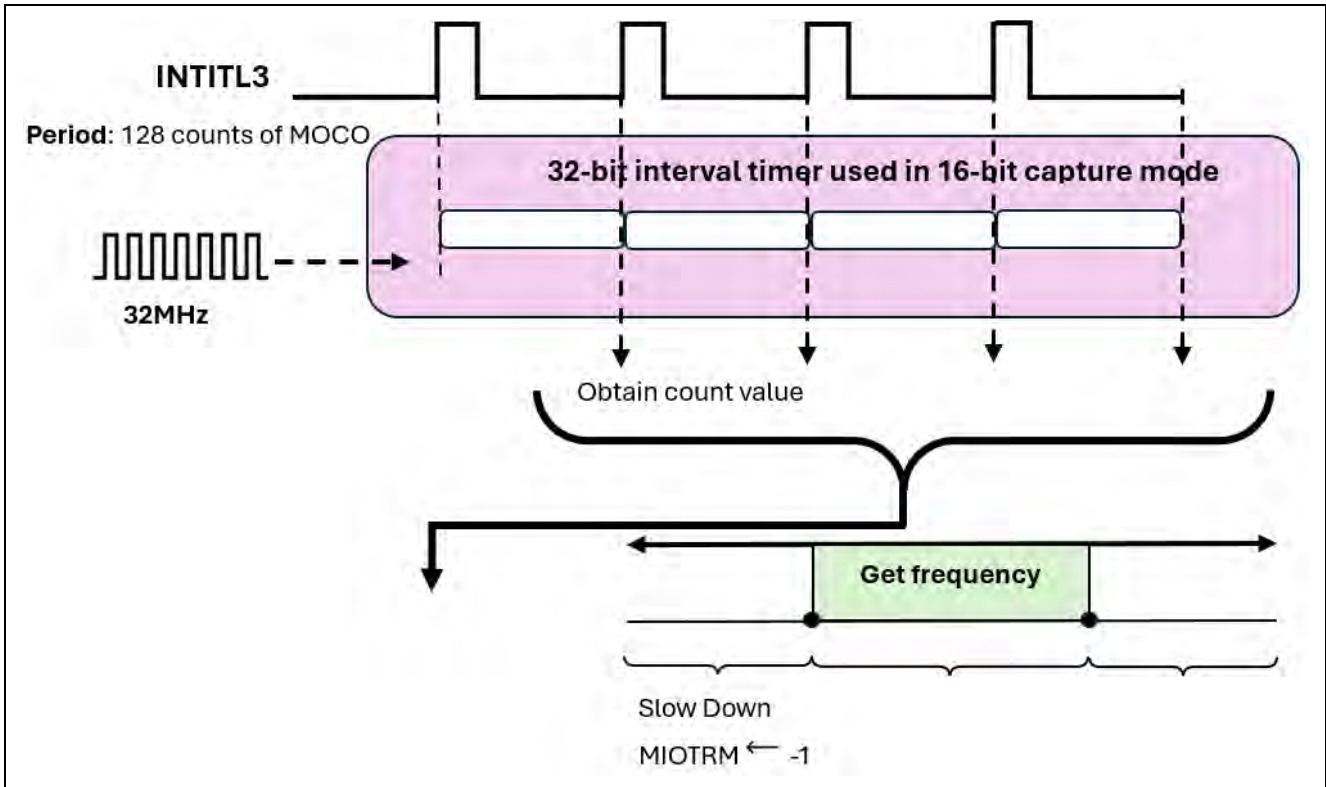 INTITL3
Period: 128 counts of MOCO
32-bit interval timer used in 16-bit capture mode
32MHz
Obtain count value
Get frequency
Slow Down
MIOTRM ← -1